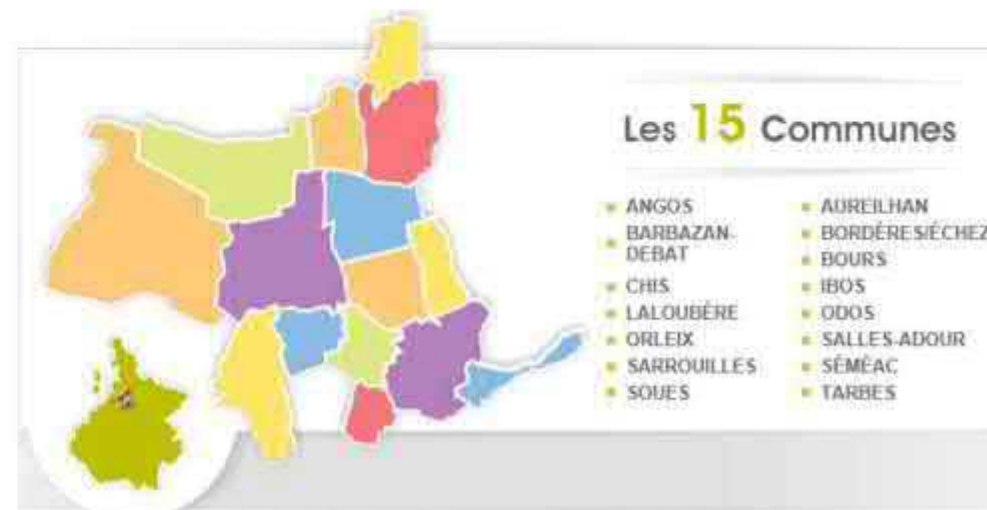 Les 15 Communes
ANGOS
BARBAZAN-
DEBAT
CHIS
LALOUBÈRE
ORLEIX
SARROUILLES
SOUES
AUREILHAN
BORDÈRES/ÉCHEZ
BOURS
IBOS
ODOS
SALLES-ADOUR
SÉMÉAC
TARBES